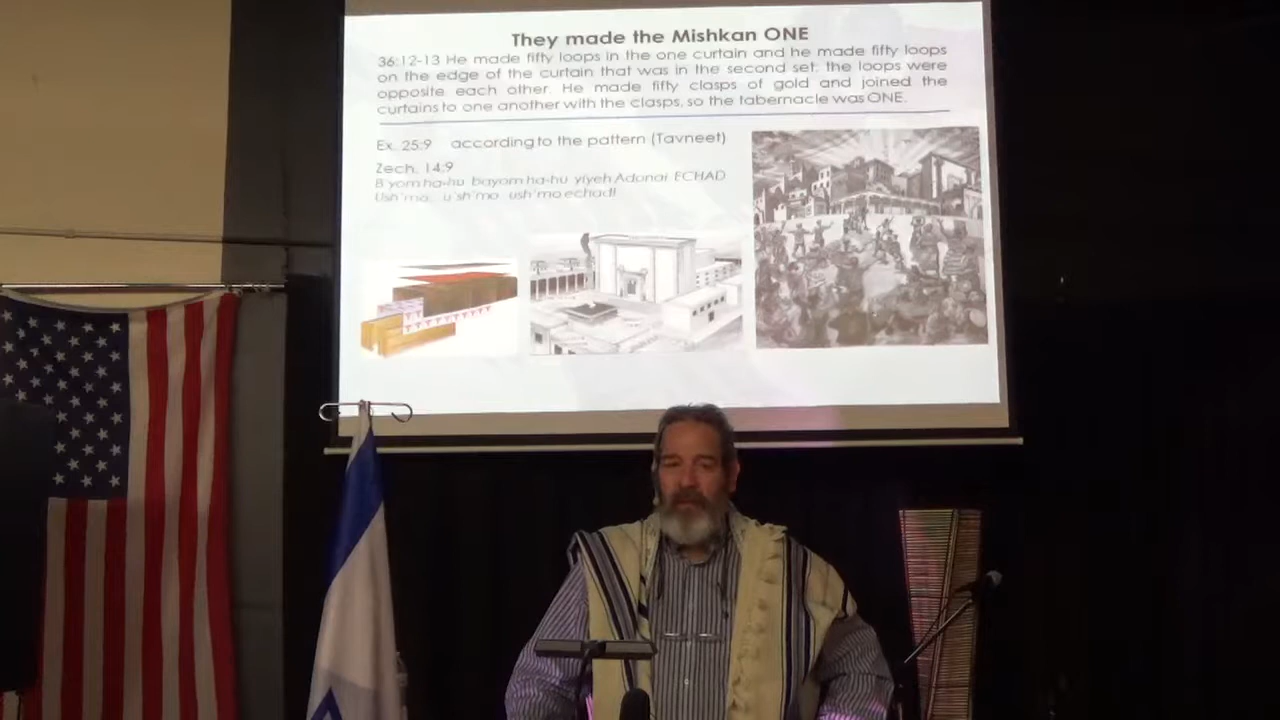 They made the Mishkan ONE
36:12-13 He made fifty loops in the one curtain and he made fifty loops
on the edge of the curtain that was in the second set; the loops were
opposite each other. He made fifty clasps of gold and joined the
curtains to one another with the clasps, so the tabernacle was ONE.
Ex. 25:9 according to the pattern (Tavneet)
Zech. 14:9
B'yom ha-hu bayom ha-hu yiyeh Adonai ECHAD
Ush'mo u'sh'mo ush'mo echad!